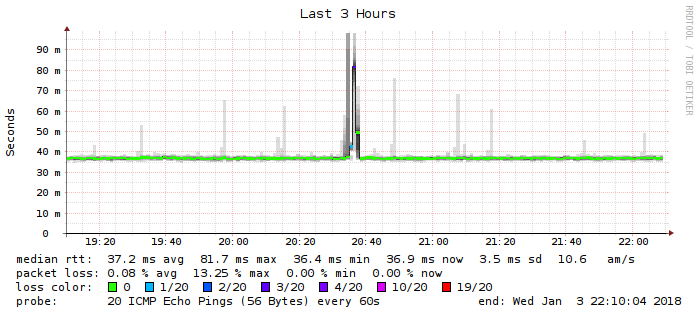 Last 3 Hours
RRDTOOL / TOBI OETIKER
Seconds
90 m
80 m
70 m
60 m
50 m
40 m
30 m
20 m
10 m
0
19:20 19:40 20:00 20:20 20:40 21:00 21:20 21:40 22:00
median rtt: 37.2 ms avg 81.7 ms max 36.4 ms min 36.9 ms now 3.5 ms sd 10.6 am/s
packet loss: 0.08 % avg 13.25 % max 0.00 % min 0.00 % now
loss color: 0 1/20 2/20 3/20 4/20 10/20 19/20
probe: 20 ICMP Echo Pings (56 Bytes) every 60s end: Wed Jan 3 22:10:04 2018